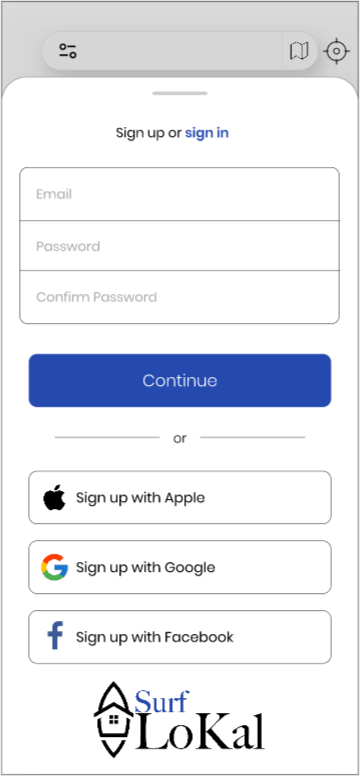 Sign up or sign in
Email
Password
Confirm Password
Continue
or
Sign up with Apple
Sign up with Google
Sign up with Facebook
Surf
LoKal